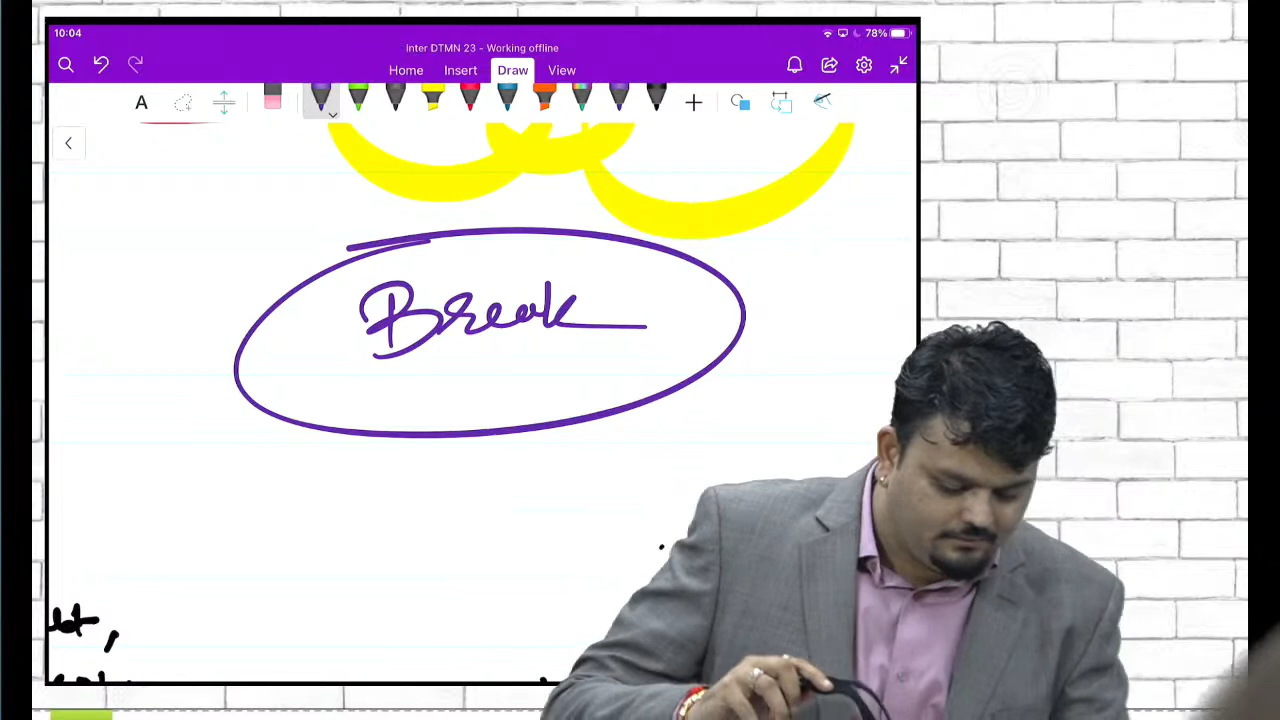 10:04
78%
Inter DTMN 23 - Working offline
Home Insert Draw View
A
Break